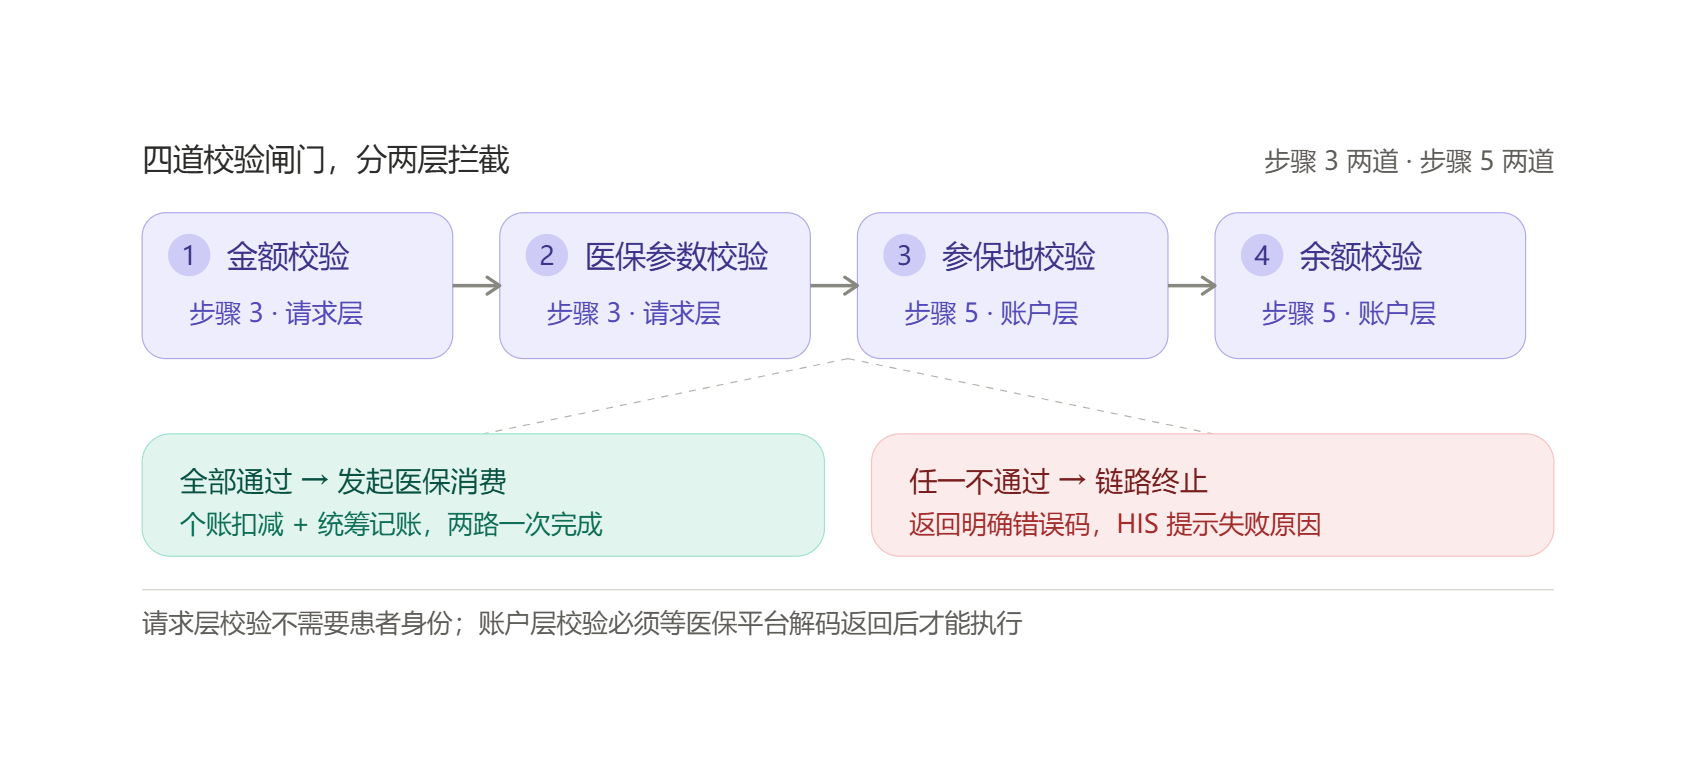 四道校验闸门，分两层拦截
步骤 3 两道 · 步骤 5 两道
1 金额校验
步骤 3 · 请求层
2 医保参数校验
步骤 3 · 请求层
3 参保地校验
步骤 5 · 账户层
4 余额校验
步骤 5 · 账户层
全部通过 → 发起医保消费
个账扣减 + 统筹记账，两路一次完成
任一不通过 → 链路终止
返回明确错误码，HIS 提示失败原因
请求层校验不需要患者身份；账户层校验必须等医保平台解码返回后才能执行